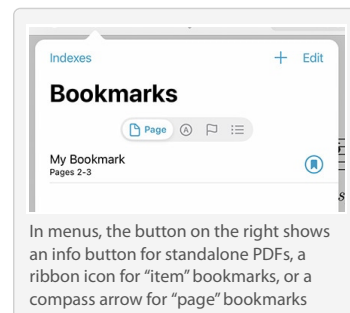 Indexes + Edit
Bookmarks
Page A
My Bookmark
Pages 2-3
s
In menus, the button on the right shows
an info button for standalone PDFs, a
ribbon icon for “item” bookmarks, or a
compass arrow for “page” bookmarks